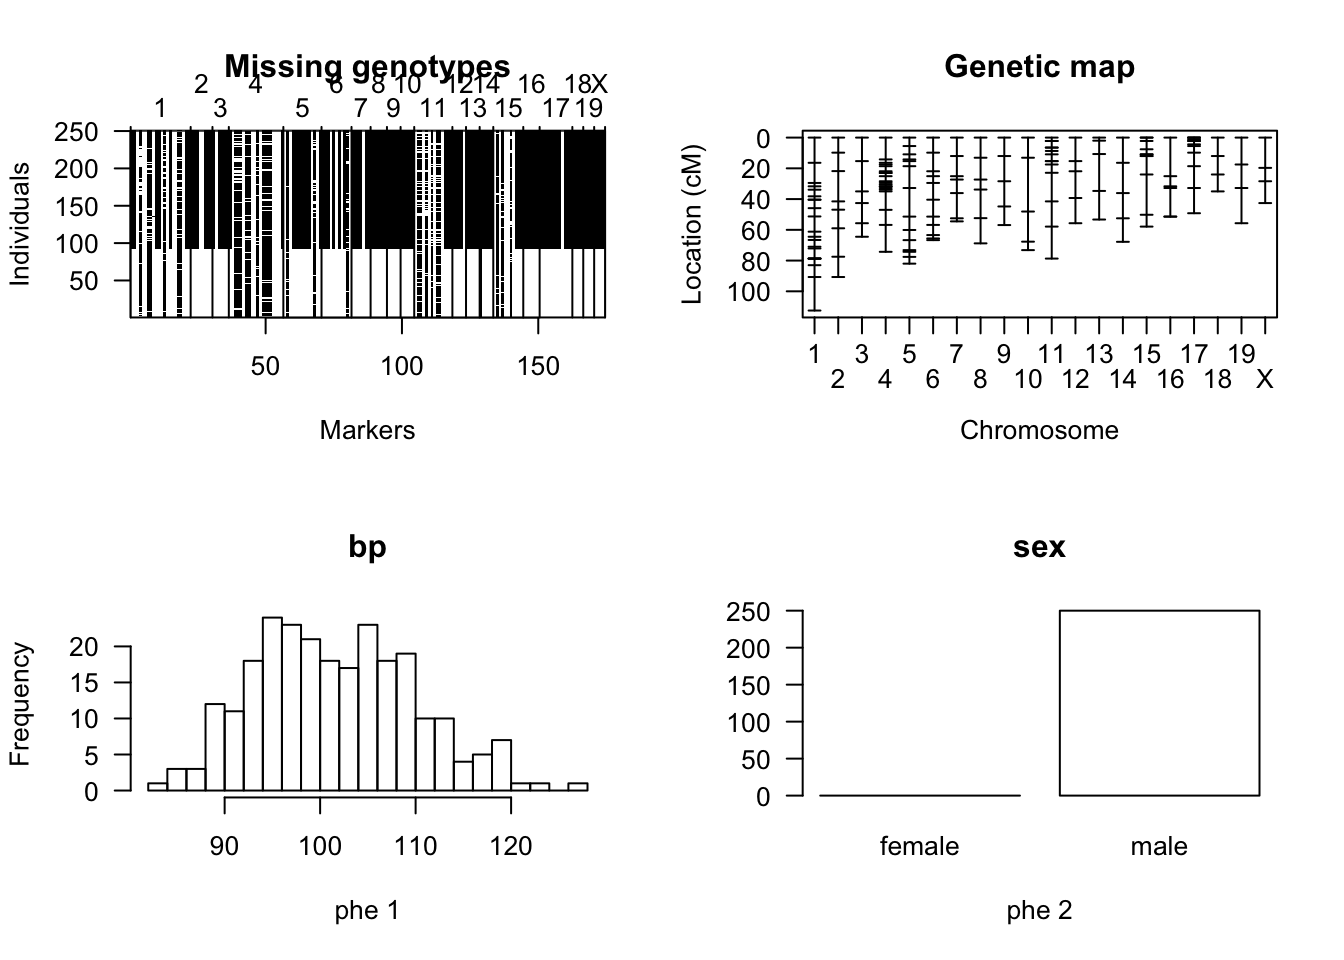 Missing genotypes
2 4 6 8 10 12 14 16 18 X
1 3 5 7 9 11 13 15 17 19
250
200
150
100
50
Individuals
50 100 150
Markers
Genetic map
0
20
40
60
80
100
Location (cM)
1 3 5 7 9 11 13 15 17 19
2 4 6 8 10 12 14 16 18 X
Chromosome
bp
20
15
10
5
0
Frequency
90 100 110 120
phe 1
sex
250
200
150
100
50
0
female male
phe 2